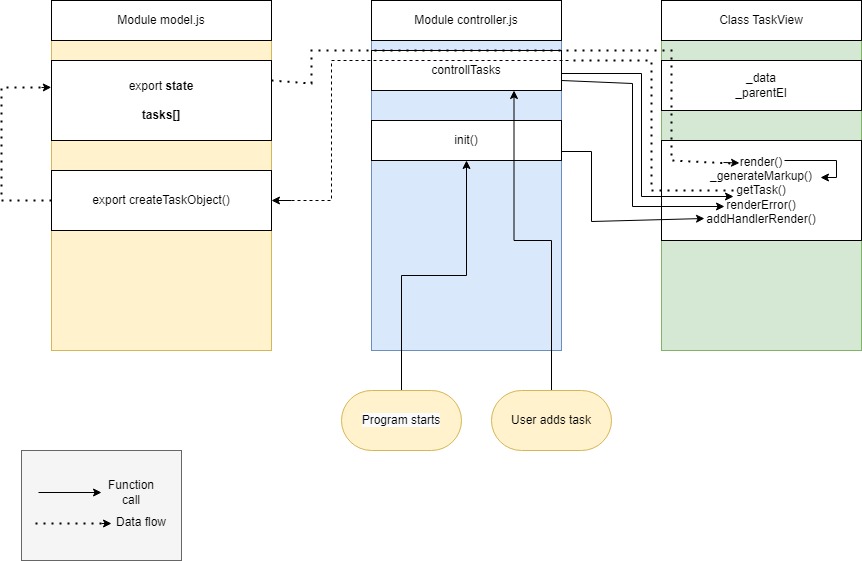 Module model.js
Module controller.js
Class TaskView
export state
tasks[]
controllTasks
_data
_parentEl
init()
export createTaskObject()
render()
_generateMarkup()
getTask()
renderError()
addHandlerRender()
Program starts
User adds task
Function
call
Data flow